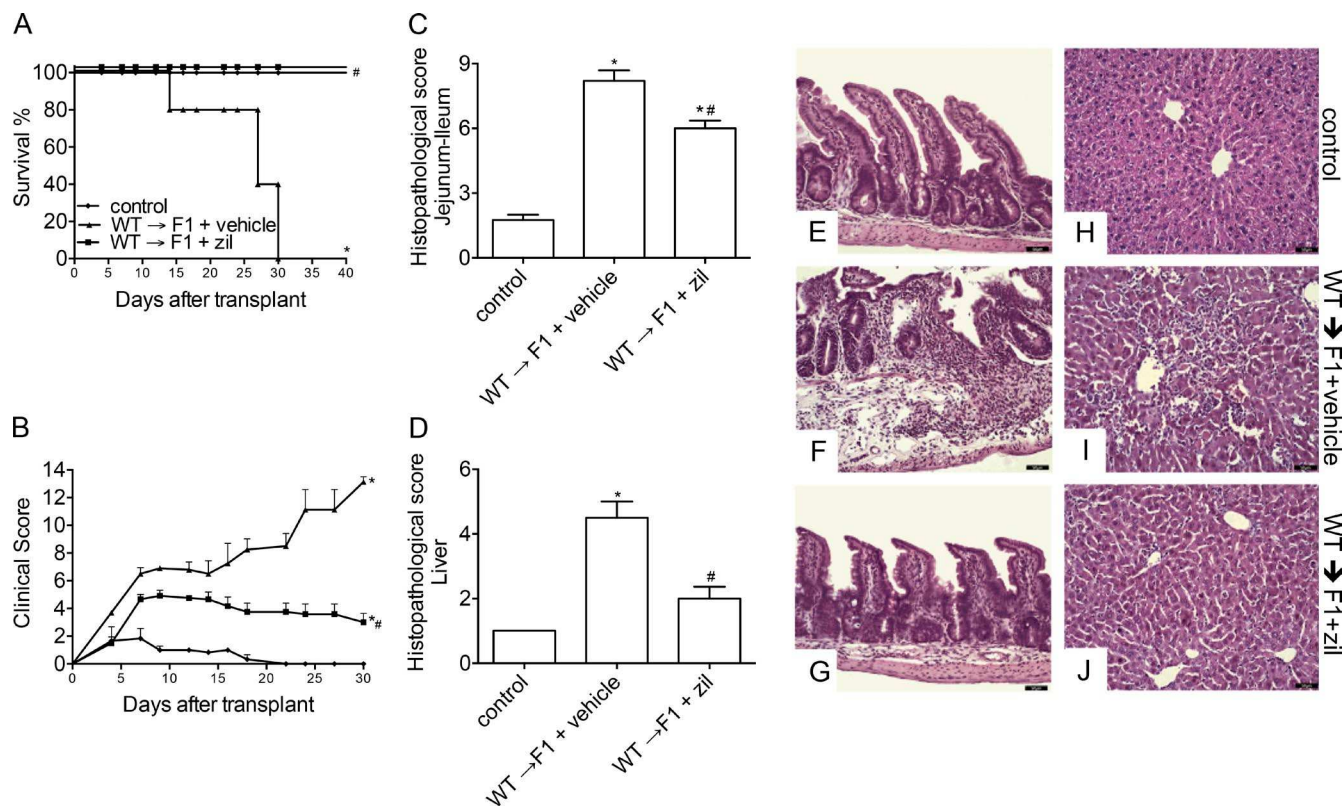 A
Survival %
100
80
60
40
20
0
control
WT → F1 + vehicle
WT → F1 + zil
#
*
0 5 10 15 20 25 30 35 40
Days after transplant
B
Clinical Score
14
12
10
8
6
4
2
0
*
*#
0 5 10 15 20 25 30
Days after transplant
C
Histopathological score
Jejunum-Ileum
9
6
3
0
*
*#
control
WT → F1 + vehicle
WT → F1 + zil
D
Histopathological score
Liver
6
4
2
0
*
#
control
WT →F1 + vehicle
WT →F1 + zil
E
H
control
F
I
WT ➔ F1+vehicle
G
J
WT ➔ F1+zil